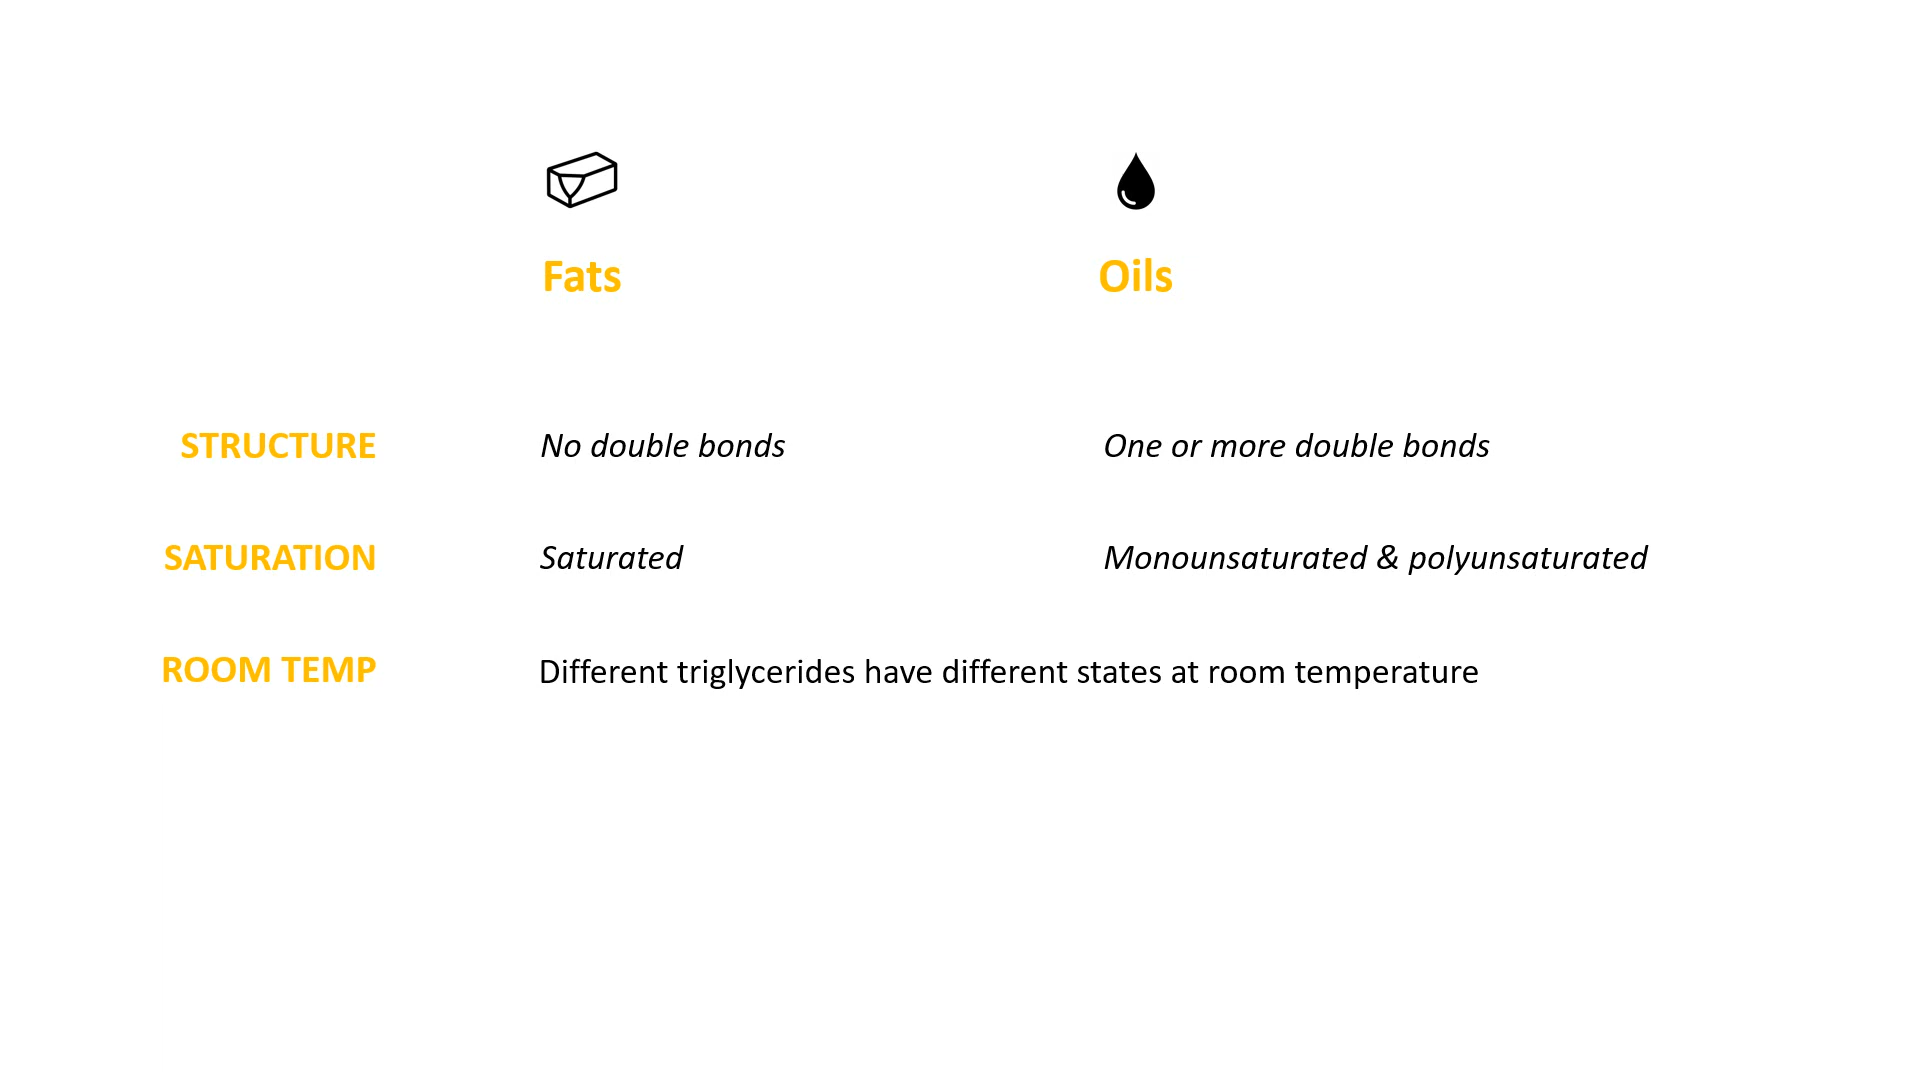 Fats Oils
STRUCTURE No double bonds One or more double bonds
SATURATION Saturated Monounsaturated & polyunsaturated
ROOM TEMP Different triglycerides have different states at room temperature